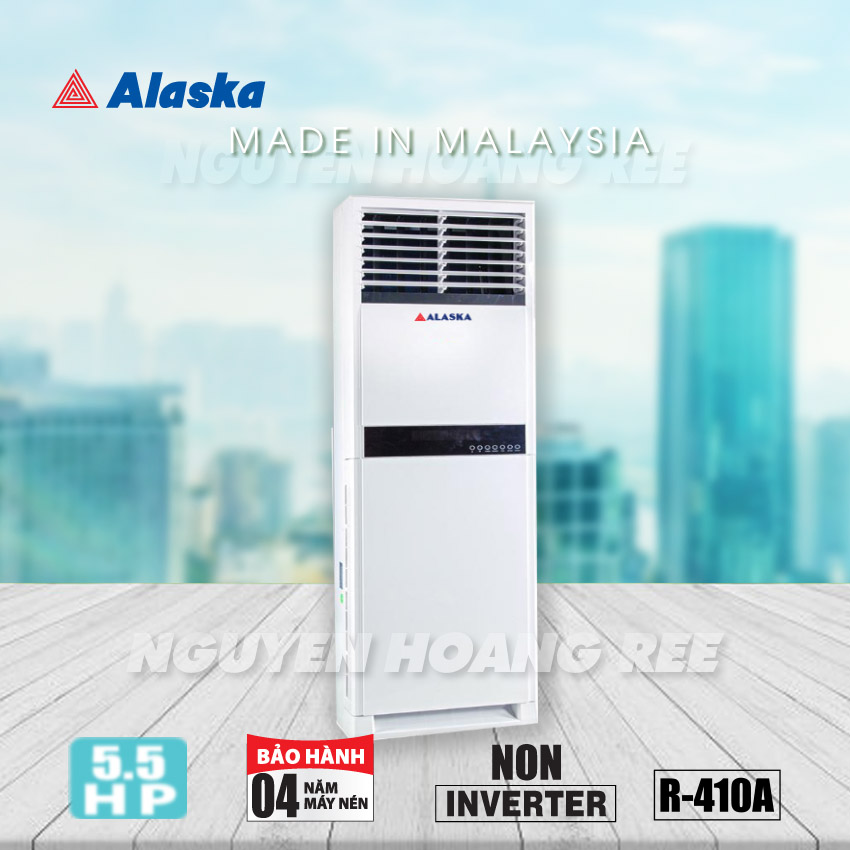 Alaska
MADE IN MALAYSIA
NGUYEN HOANG REE
ALASKA
NGUYEN HOANG REE
5.5
HP
BẢO HÀNH
04 NĂM
MÁY NÉN
NON
INVERTER
R-410A